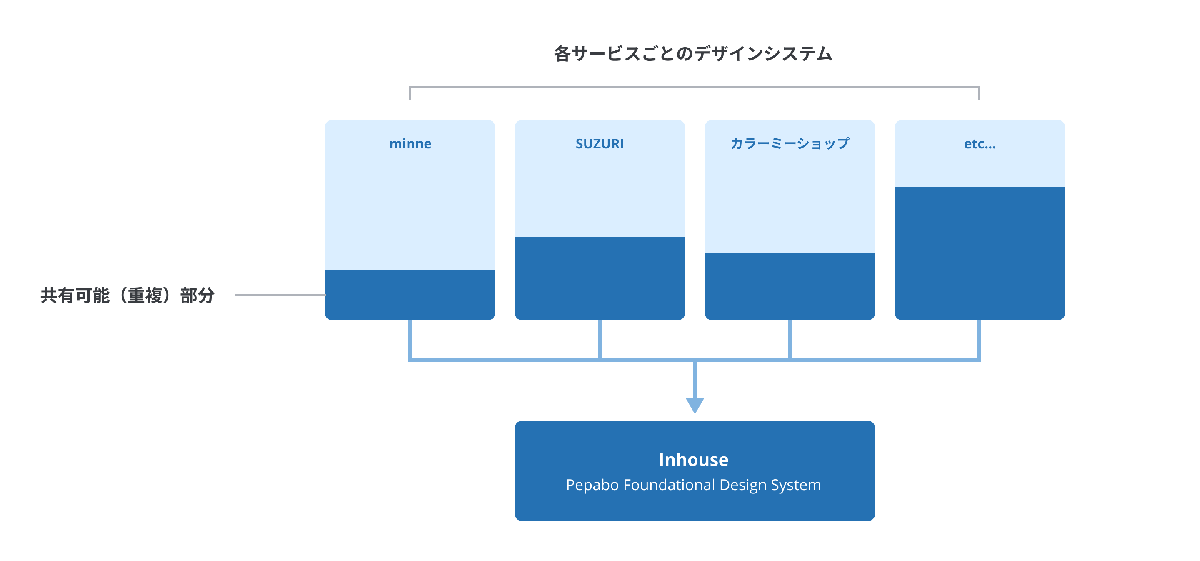 各サービスごとのデザインシステム
minne
SUZURI
カラーミーショップ
etc...
共有可能（重複）部分
Inhouse
Pepabo Foundational Design System